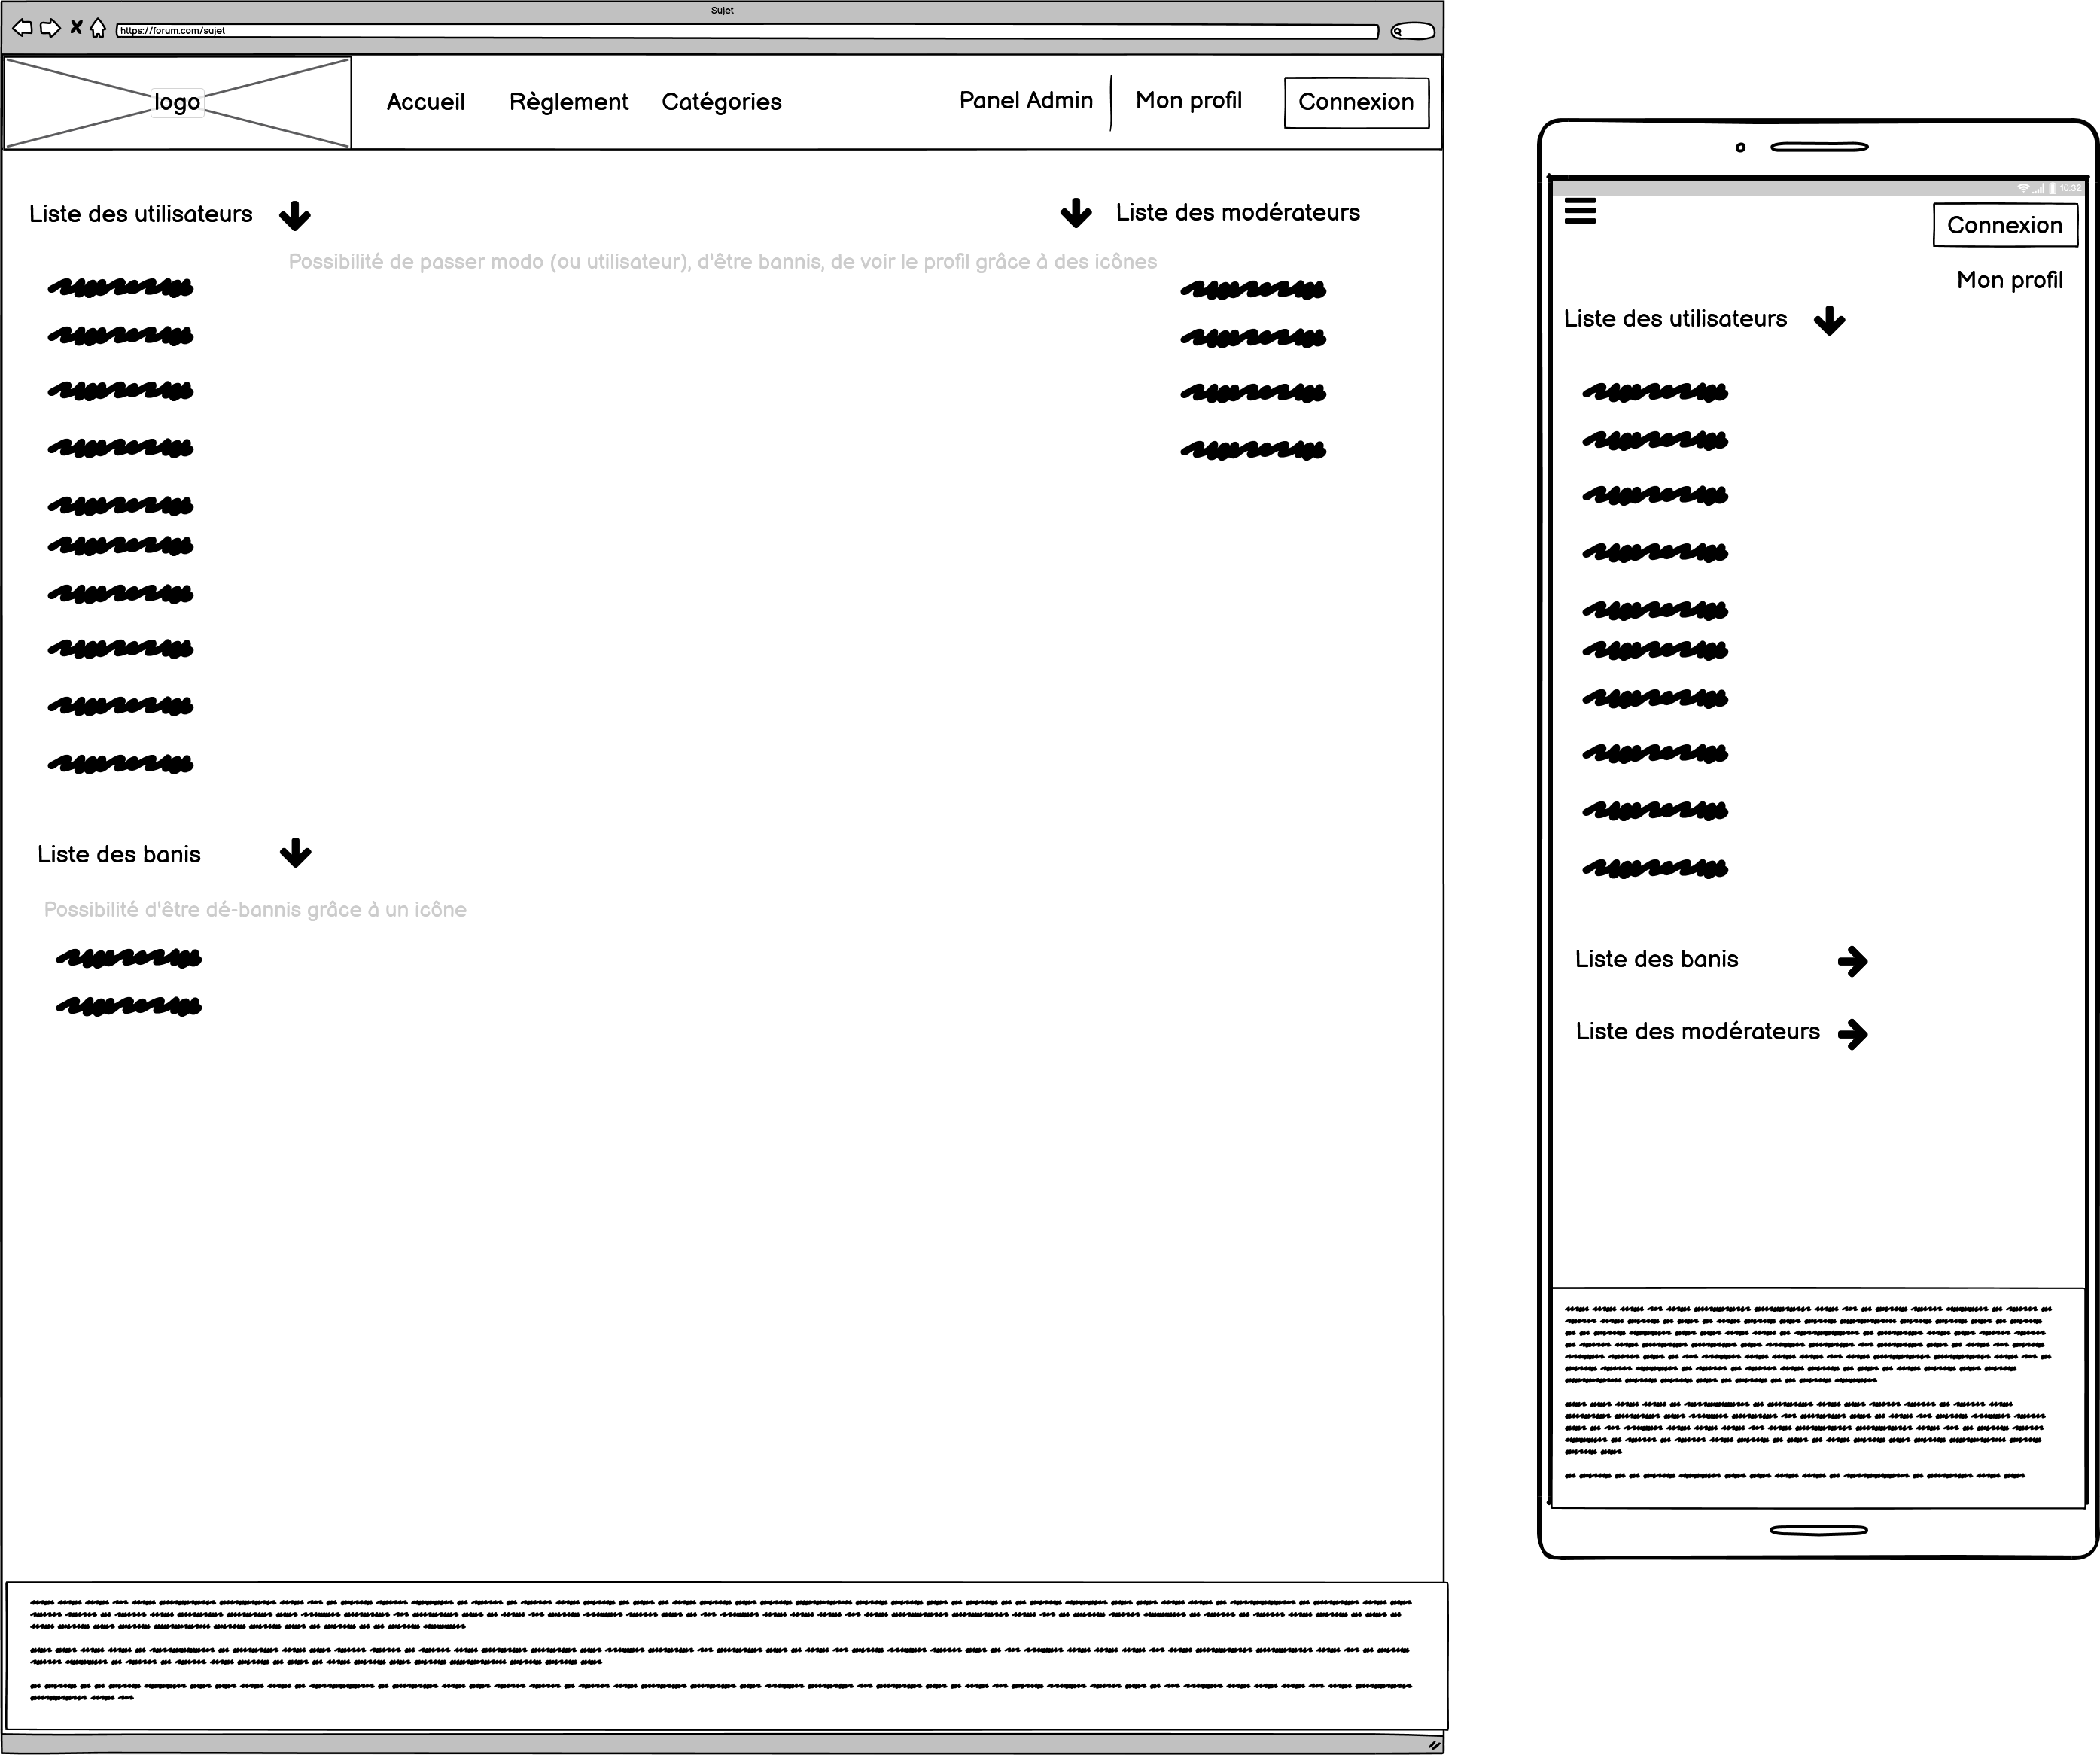 Sujet
https://forum.com/sujet
logo
Accueil
Règlement
Catégories
Panel Admin
Mon profil
Connexion
Liste des utilisateurs
Liste des modérateurs
Possibilité de passer modo (ou utilisateur), d'être bannis, de voir le profil grâce à des icônes
Liste des banis
Possibilité d'être dé-bannis grâce à un icône
10:32
Connexion
Mon profil
Liste des utilisateurs
Liste des banis
Liste des modérateurs